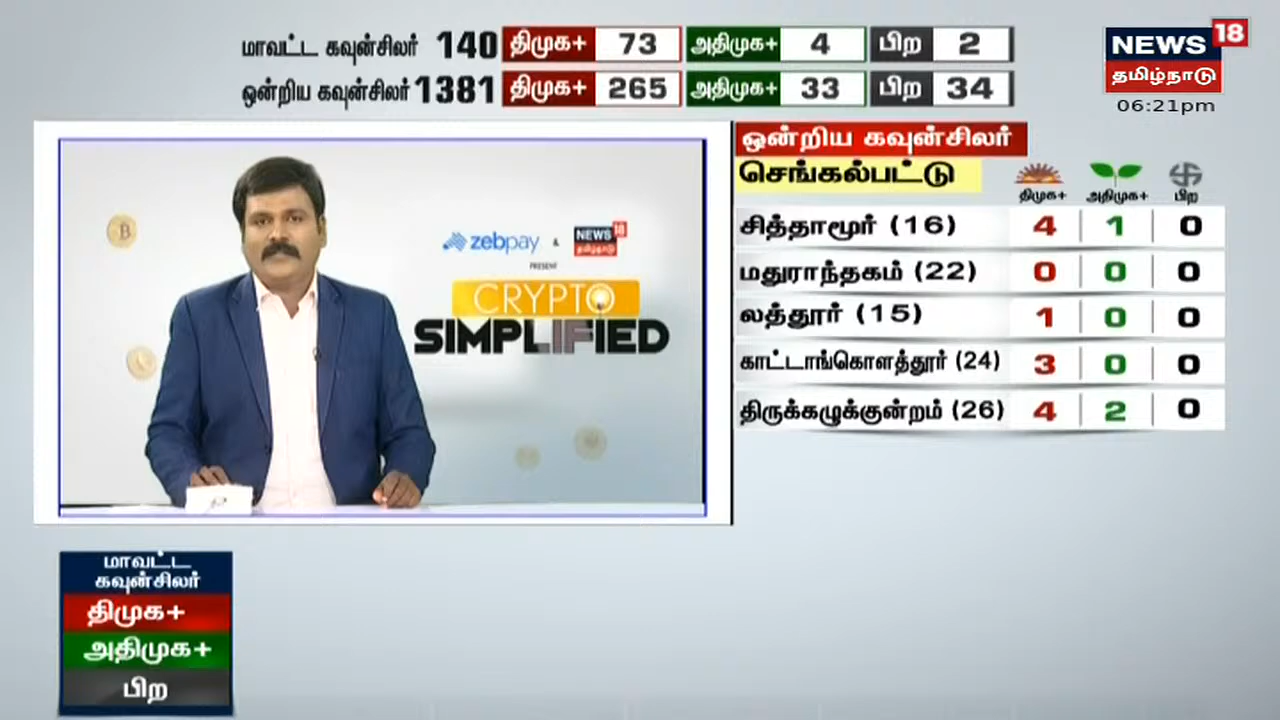 மாவட்ட கவுன்சிலர் 140 திமுக+ 73 அதிமுக+ 4 பிற 2
ஒன்றிய கவுன்சிலர் 1381 திமுக+ 265 அதிமுக+ 33 பிற 34
NEWS 18
தமிழ்நாடு
06:21pm
zebpay & NEWS 18 தமிழ்நாடு
PRESENT
CRYPTO
SIMPLIFIED
ஒன்றிய கவுன்சிலர்
செங்கல்பட்டு
திமுக+ அதிமுக+ பிற
சித்தாமூர் (16) 4 1 0
மதுராந்தகம் (22) 0 0 0
லத்தூர் (15) 1 0 0
காட்டாங்கொளத்தூர் (24) 3 0 0
திருக்கழுக்குன்றம் (26) 4 2 0
மாவட்ட
கவுன்சிலர்
திமுக+
அதிமுக+
பிற